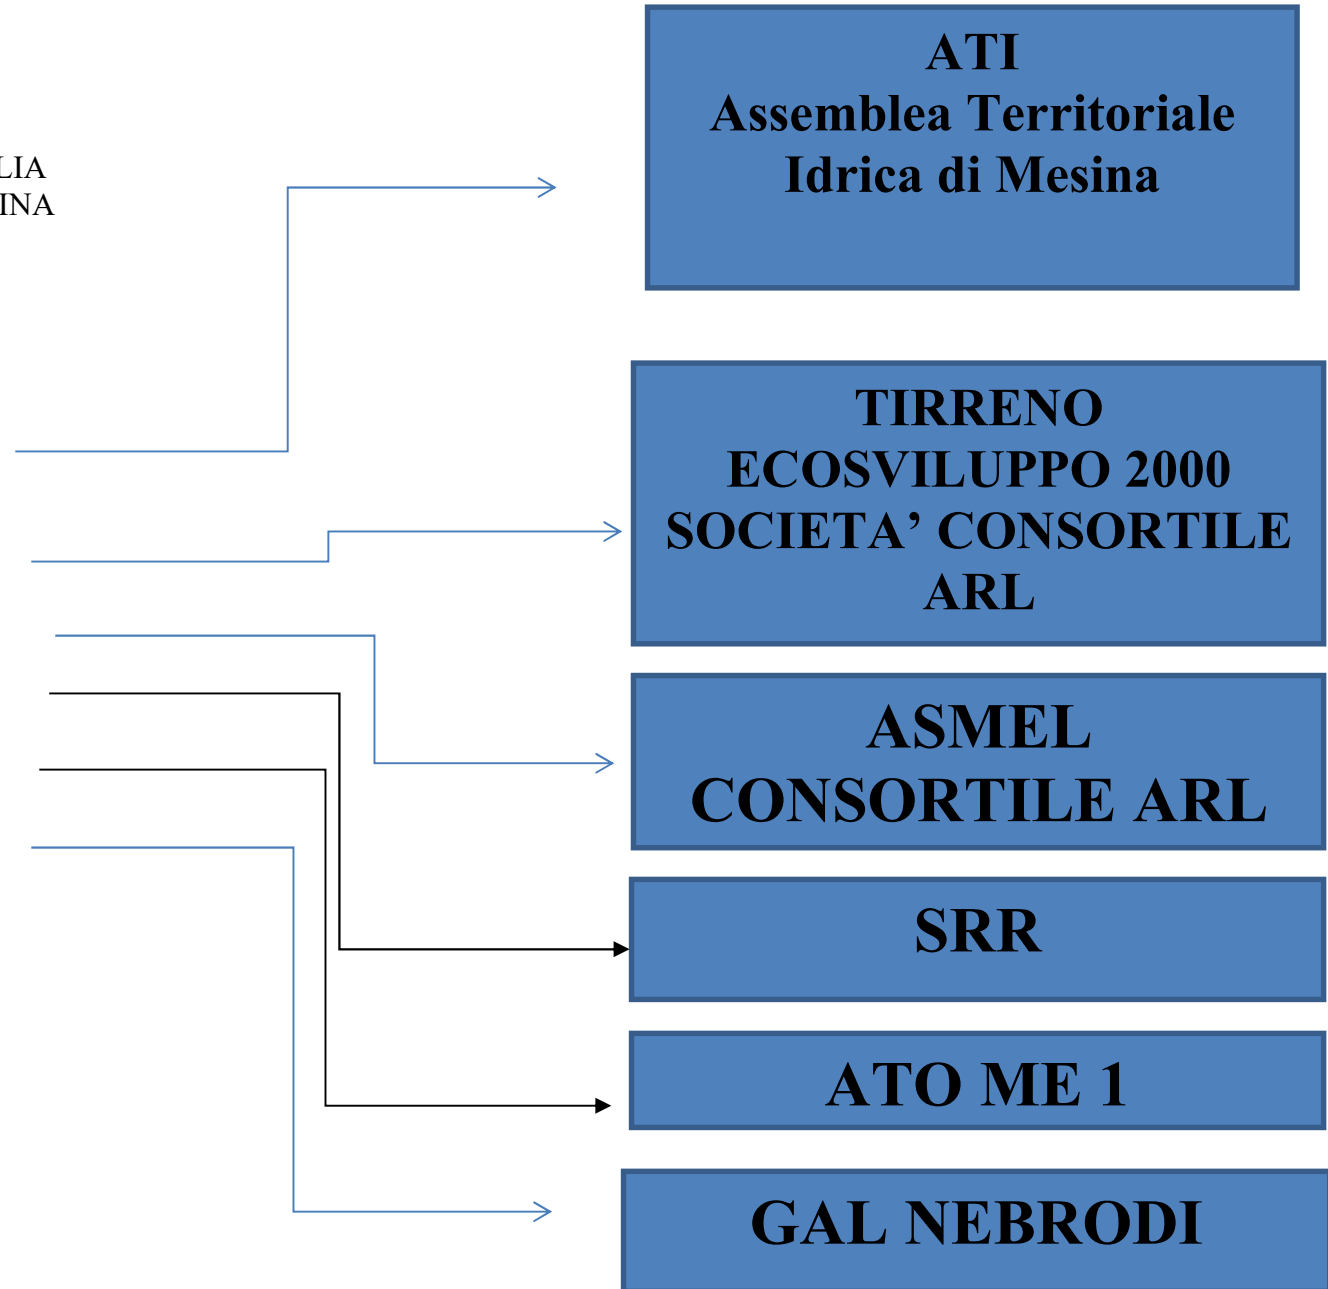 LIA
INA
ATI
Assemblea Territoriale
Idrica di Mesina
TIRRENO
ECOSVILUPPO 2000
SOCIETA’ CONSORTILE
ARL
ASMEL
CONSORTILE ARL
SRR
ATO ME 1
GAL NEBRODI